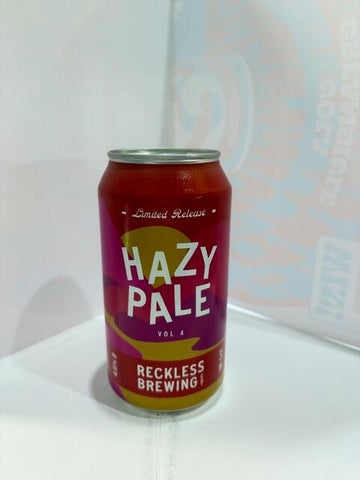 - Limited Release -
HAZY
PALE
VOL 4
RECKLESS
BREWING